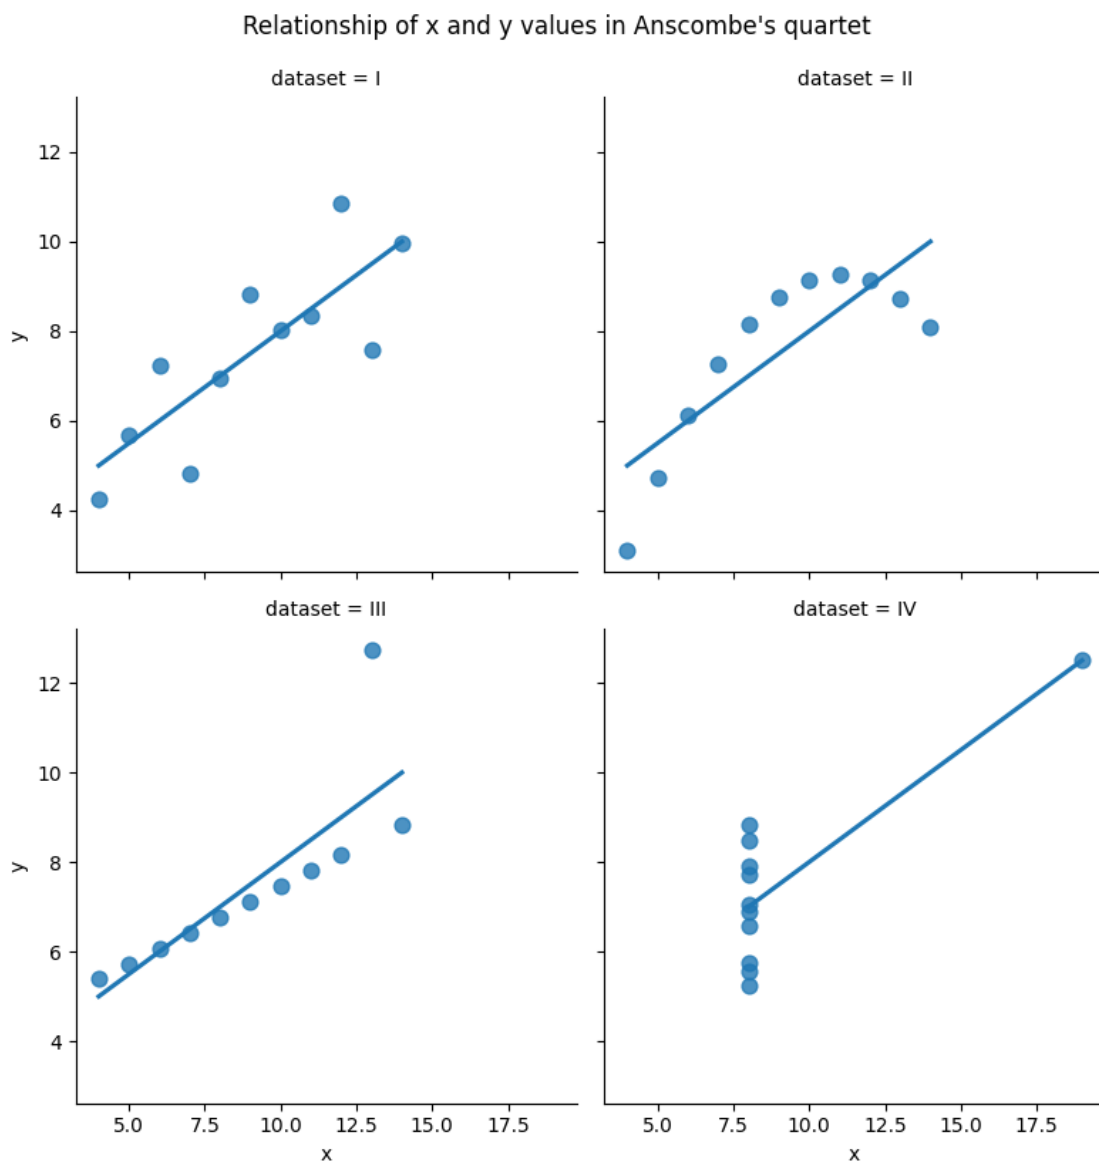 Relationship of x and y values in Anscombe's quartet
dataset = I
dataset = II
12
10
8
6
4
y
dataset = III
dataset = IV
12
10
8
6
4
y
5.0 7.5 10.0 12.5 15.0 17.5
5.0 7.5 10.0 12.5 15.0 17.5
x
x